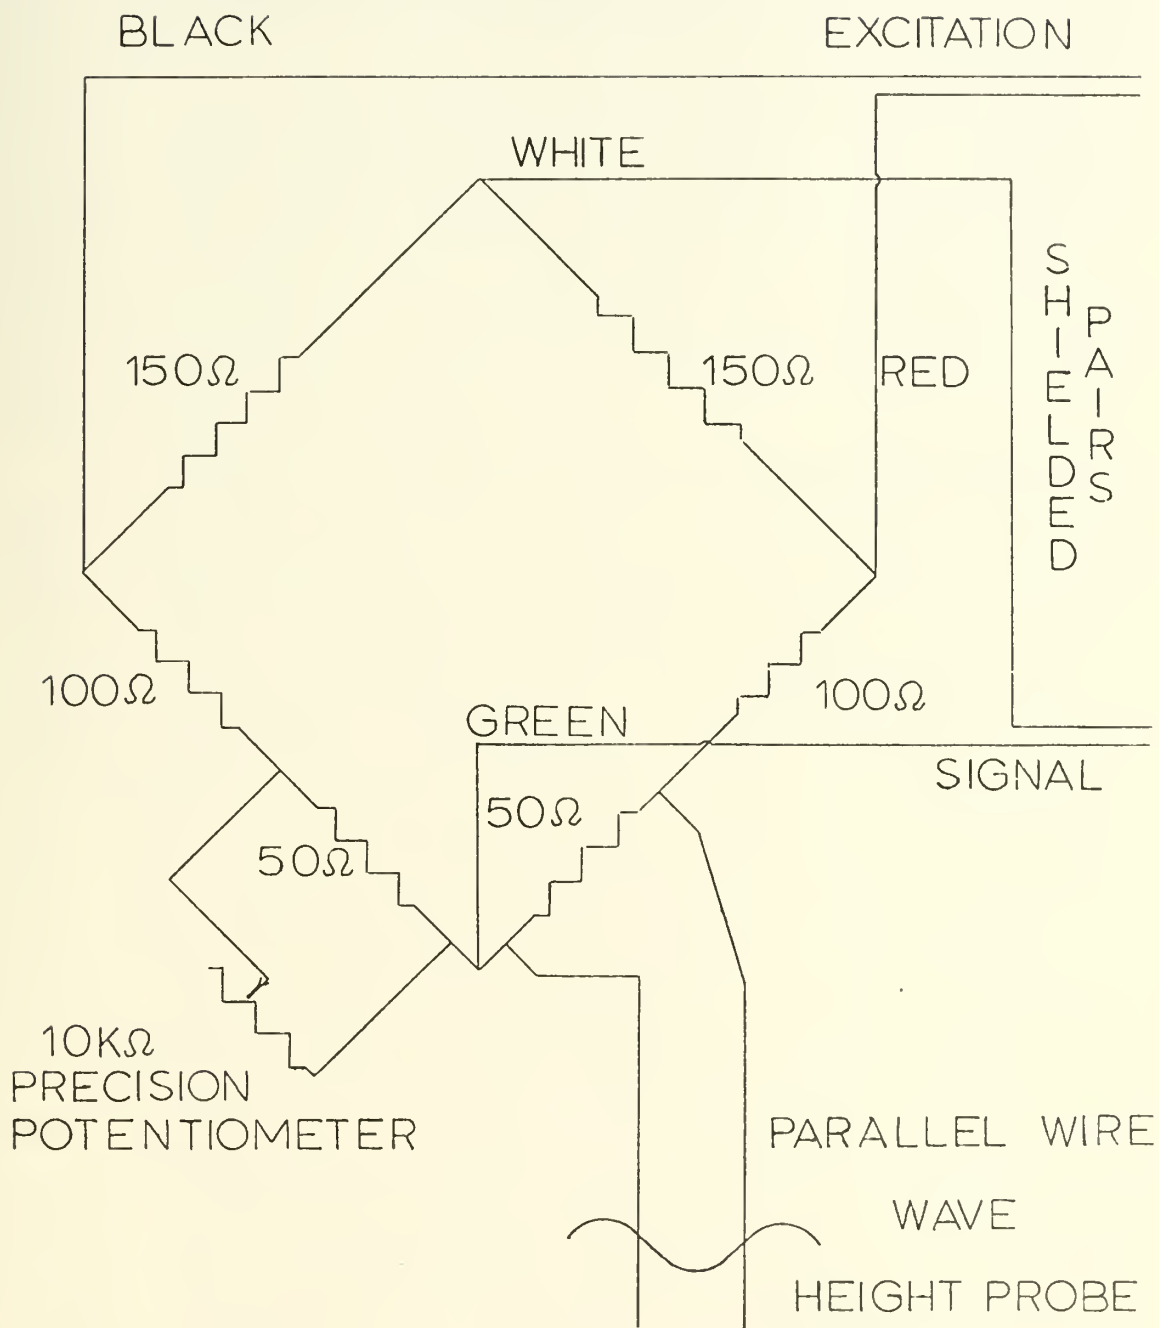 BLACK
EXCITATION
WHITE
150Ω
150Ω
RED
SHIELDED
PAIRS
100Ω
100Ω
GREEN
SIGNAL
50Ω
50Ω
10KΩ
PRECISION
POTENTIOMETER
PARALLEL WIRE
WAVE
HEIGHT PROBE